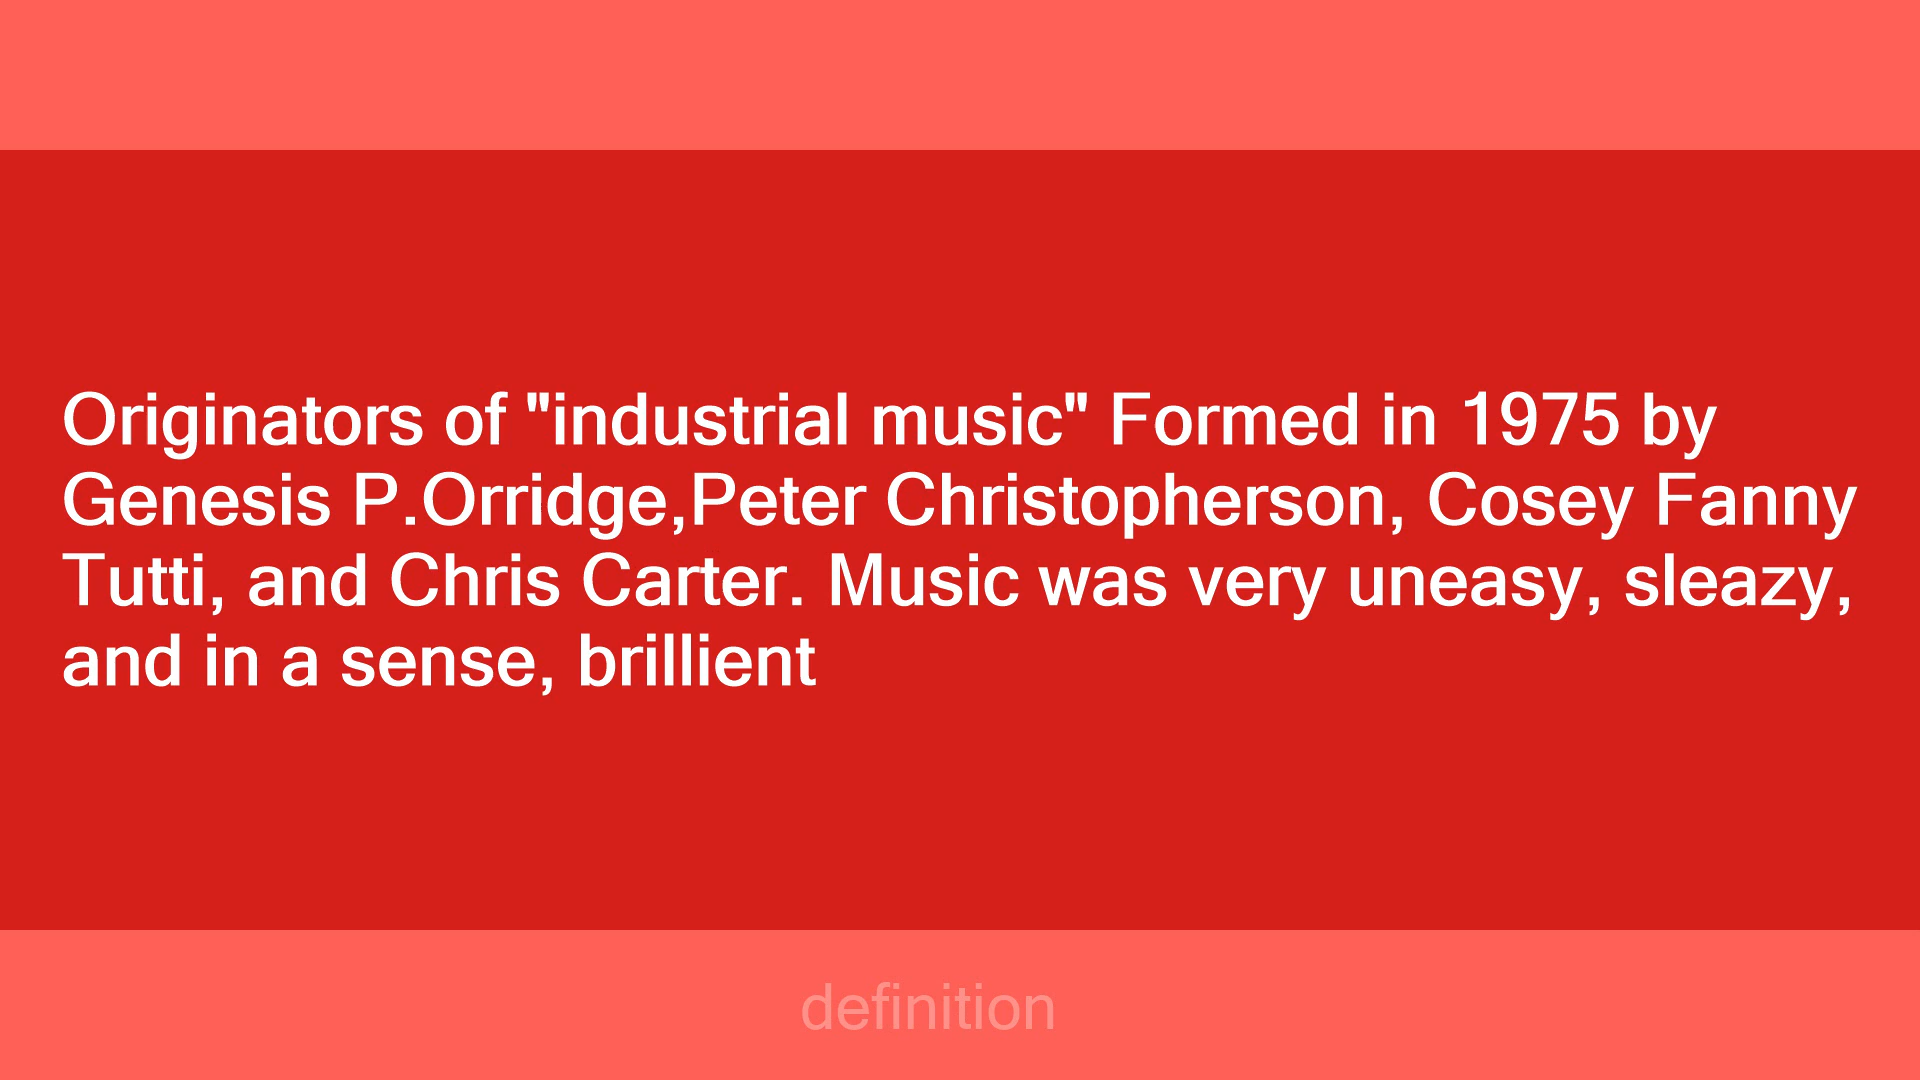 Originators of "industrial music" Formed in 1975 by
Genesis P.Orridge,Peter Christopherson, Cosey Fanny
Tutti, and Chris Carter. Music was very uneasy, sleazy,
and in a sense, brillient
definition